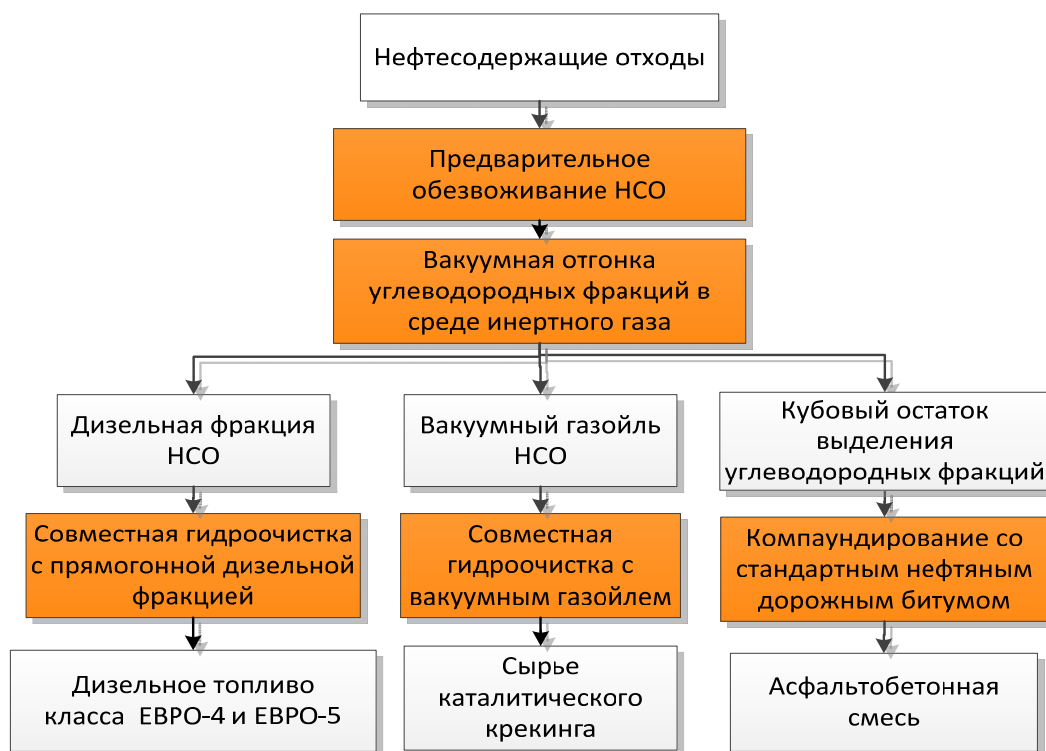 Нефтесодержащие отходы
Предварительное
обезвоживание НСО
Вакуумная отгонка
углеводородных фракций в
среде инертного газа
Дизельная фракция
НСО
Вакуумный газойль
НСО
Кубовый остаток
выделения
углеводородных фракций
Совместная гидроочистка
с прямогонной дизельной
фракцией
Совместная
гидроочистка с
вакуумным газойлем
Компаундирование со
стандартным нефтяным
дорожным битумом
Дизельное топливо
класса ЕВРО-4 и ЕВРО-5
Сырье
каталитического
крекинга
Асфальтобетонная
смесь